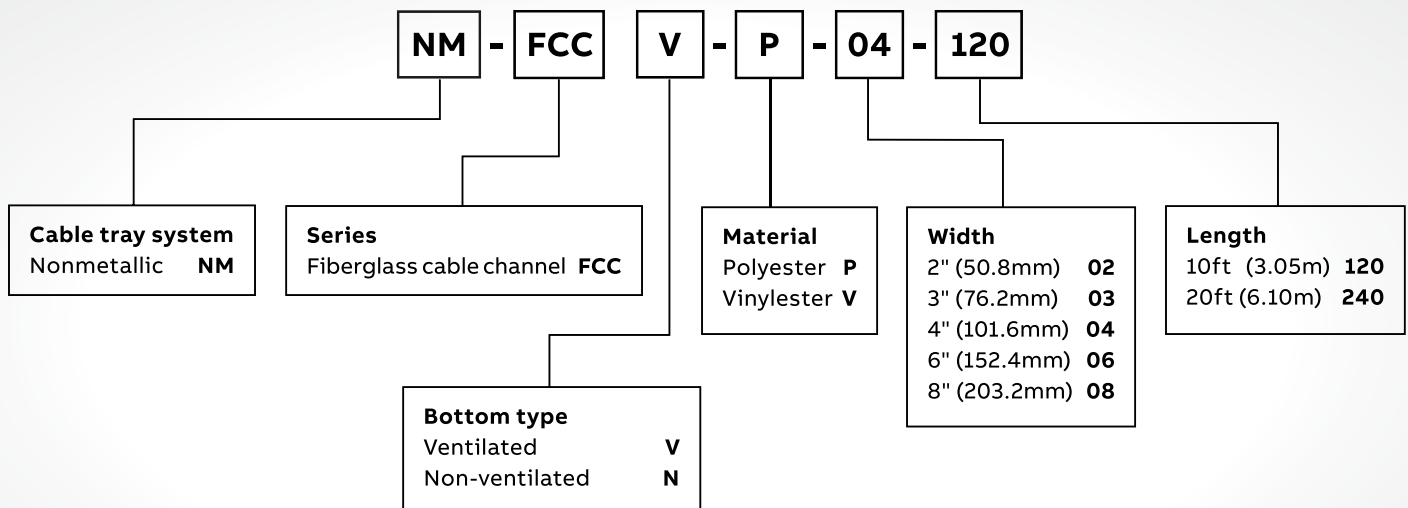 NM - FCC V - P - 04 - 120
Cable tray system
Nonmetallic NM
Series
Fiberglass cable channel FCC
Bottom type
Ventilated V
Non-ventilated N
Material
Polyester P
Vinylester V
Width
2" (50.8mm) 02
3" (76.2mm) 03
4" (101.6mm) 04
6" (152.4mm) 06
8" (203.2mm) 08
Length
10ft (3.05m) 120
20ft (6.10m) 240